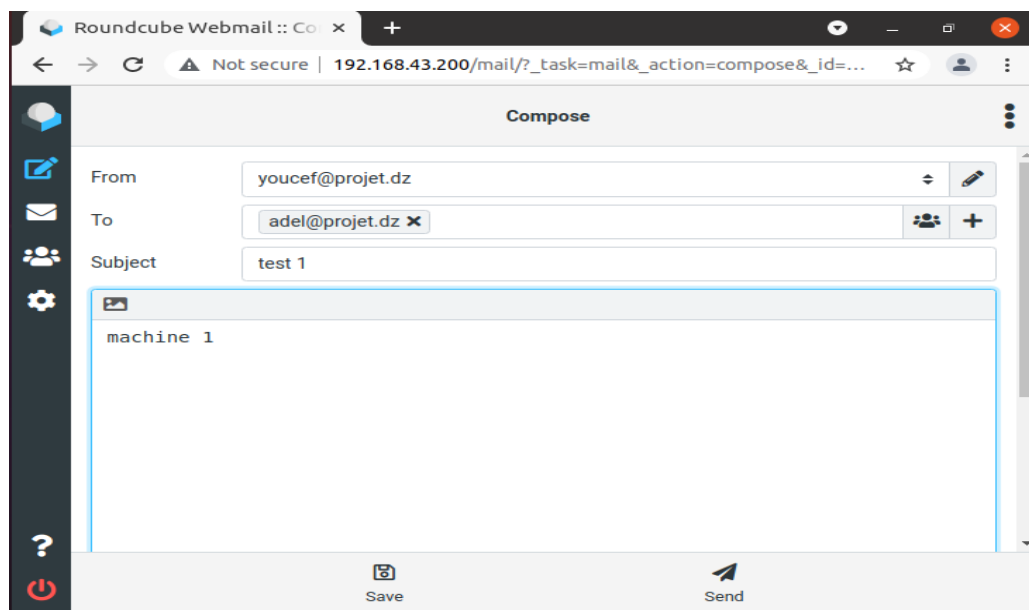 Roundcube Webmail :: Co
Not secure | 192.168.43.200/mail/?_task=mail&_action=compose&_id=...
Compose
From youcef@projet.dz
To adel@projet.dz
Subject test 1
machine 1
Save Send